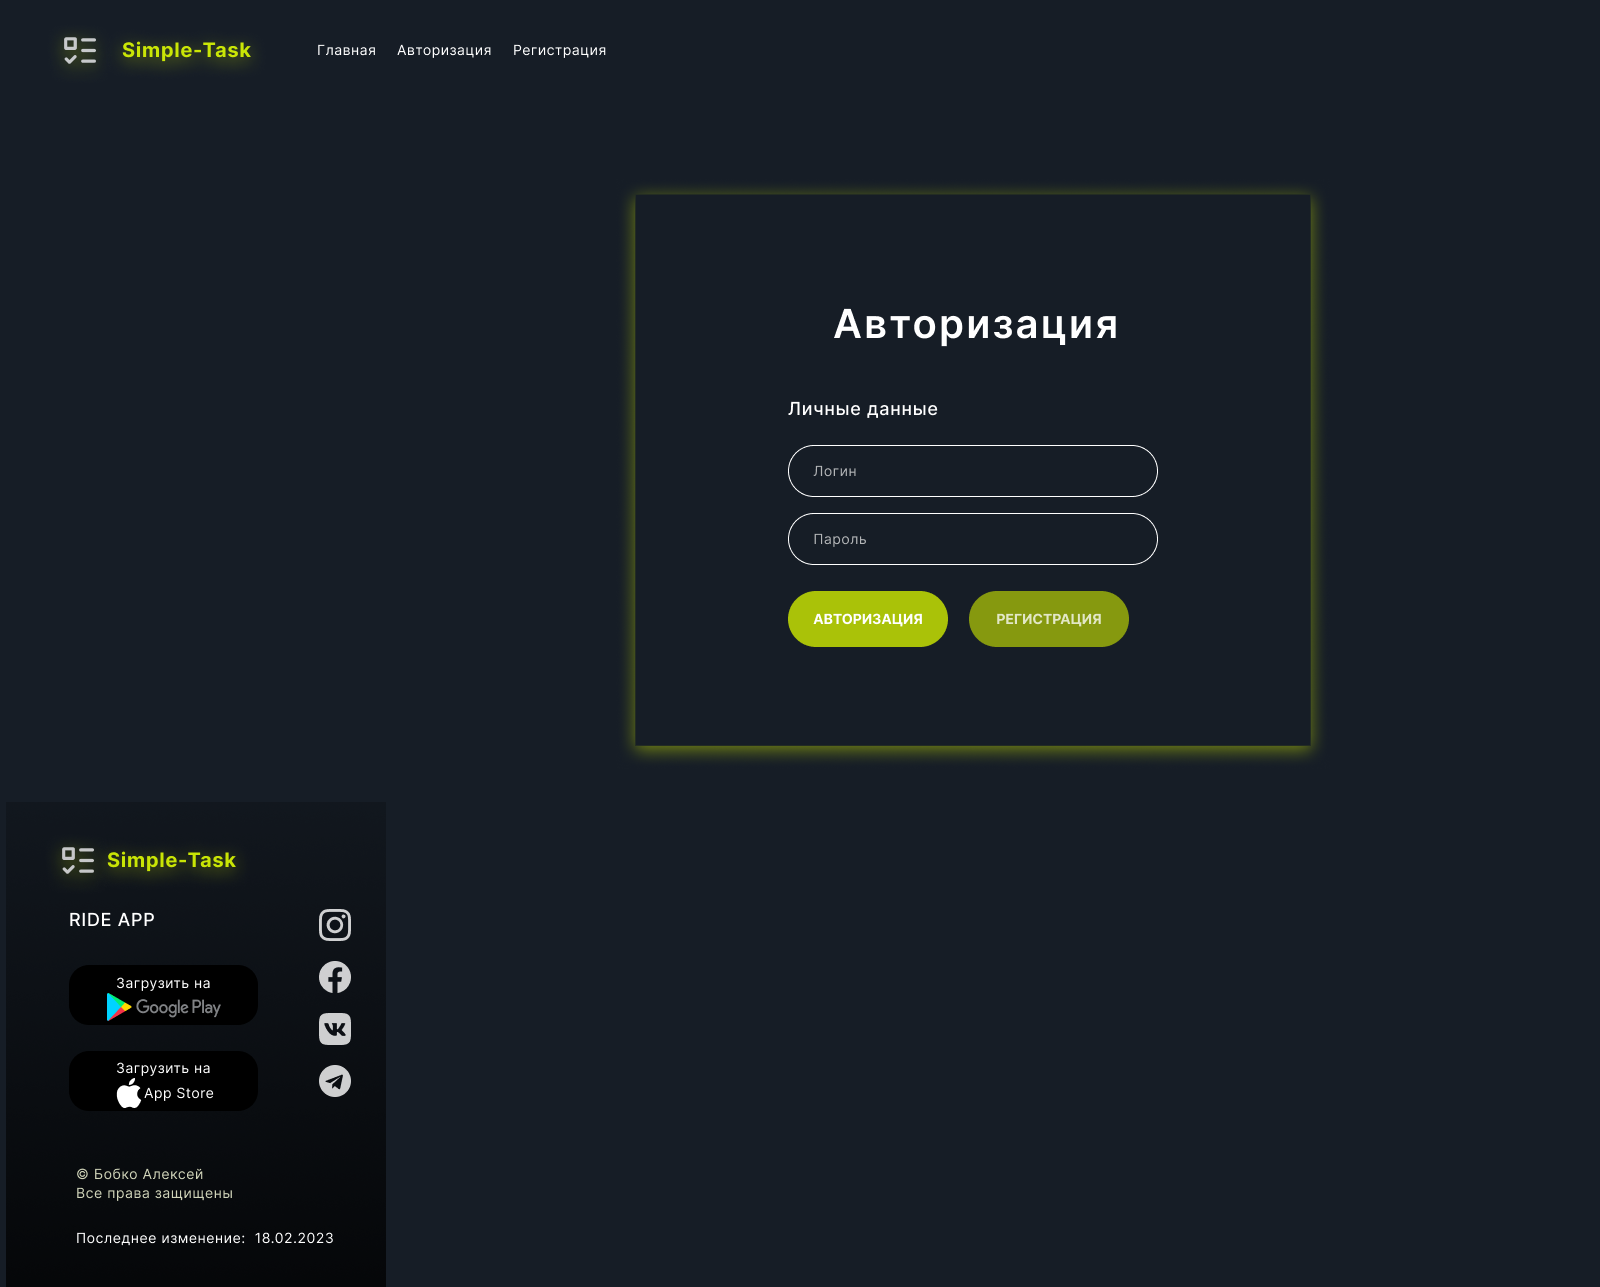 Simple-Task
Главная Авторизация Регистрация
Авторизация
Личные данные
Логин
Пароль
АВТОРИЗАЦИЯ РЕГИСТРАЦИЯ
Simple-Task
RIDE APP
Загрузить на
Google Play
Загрузить на
App Store
© Бобко Алексей
Все права защищены
Последнее изменение: 18.02.2023